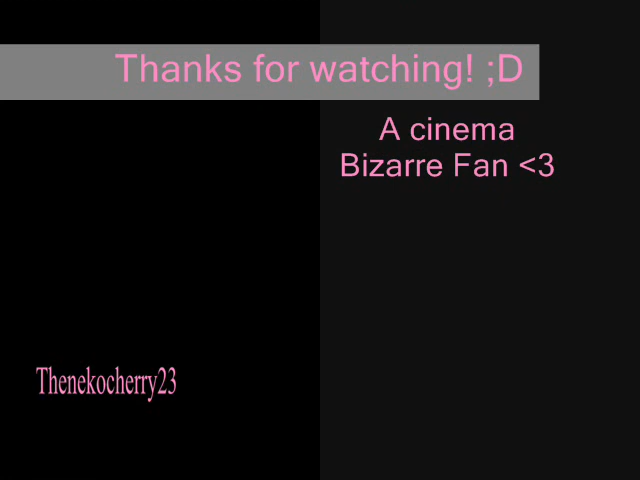 Thanks for watching! ;D
A cinema
Bizarre Fan <3
Thenekocherry23